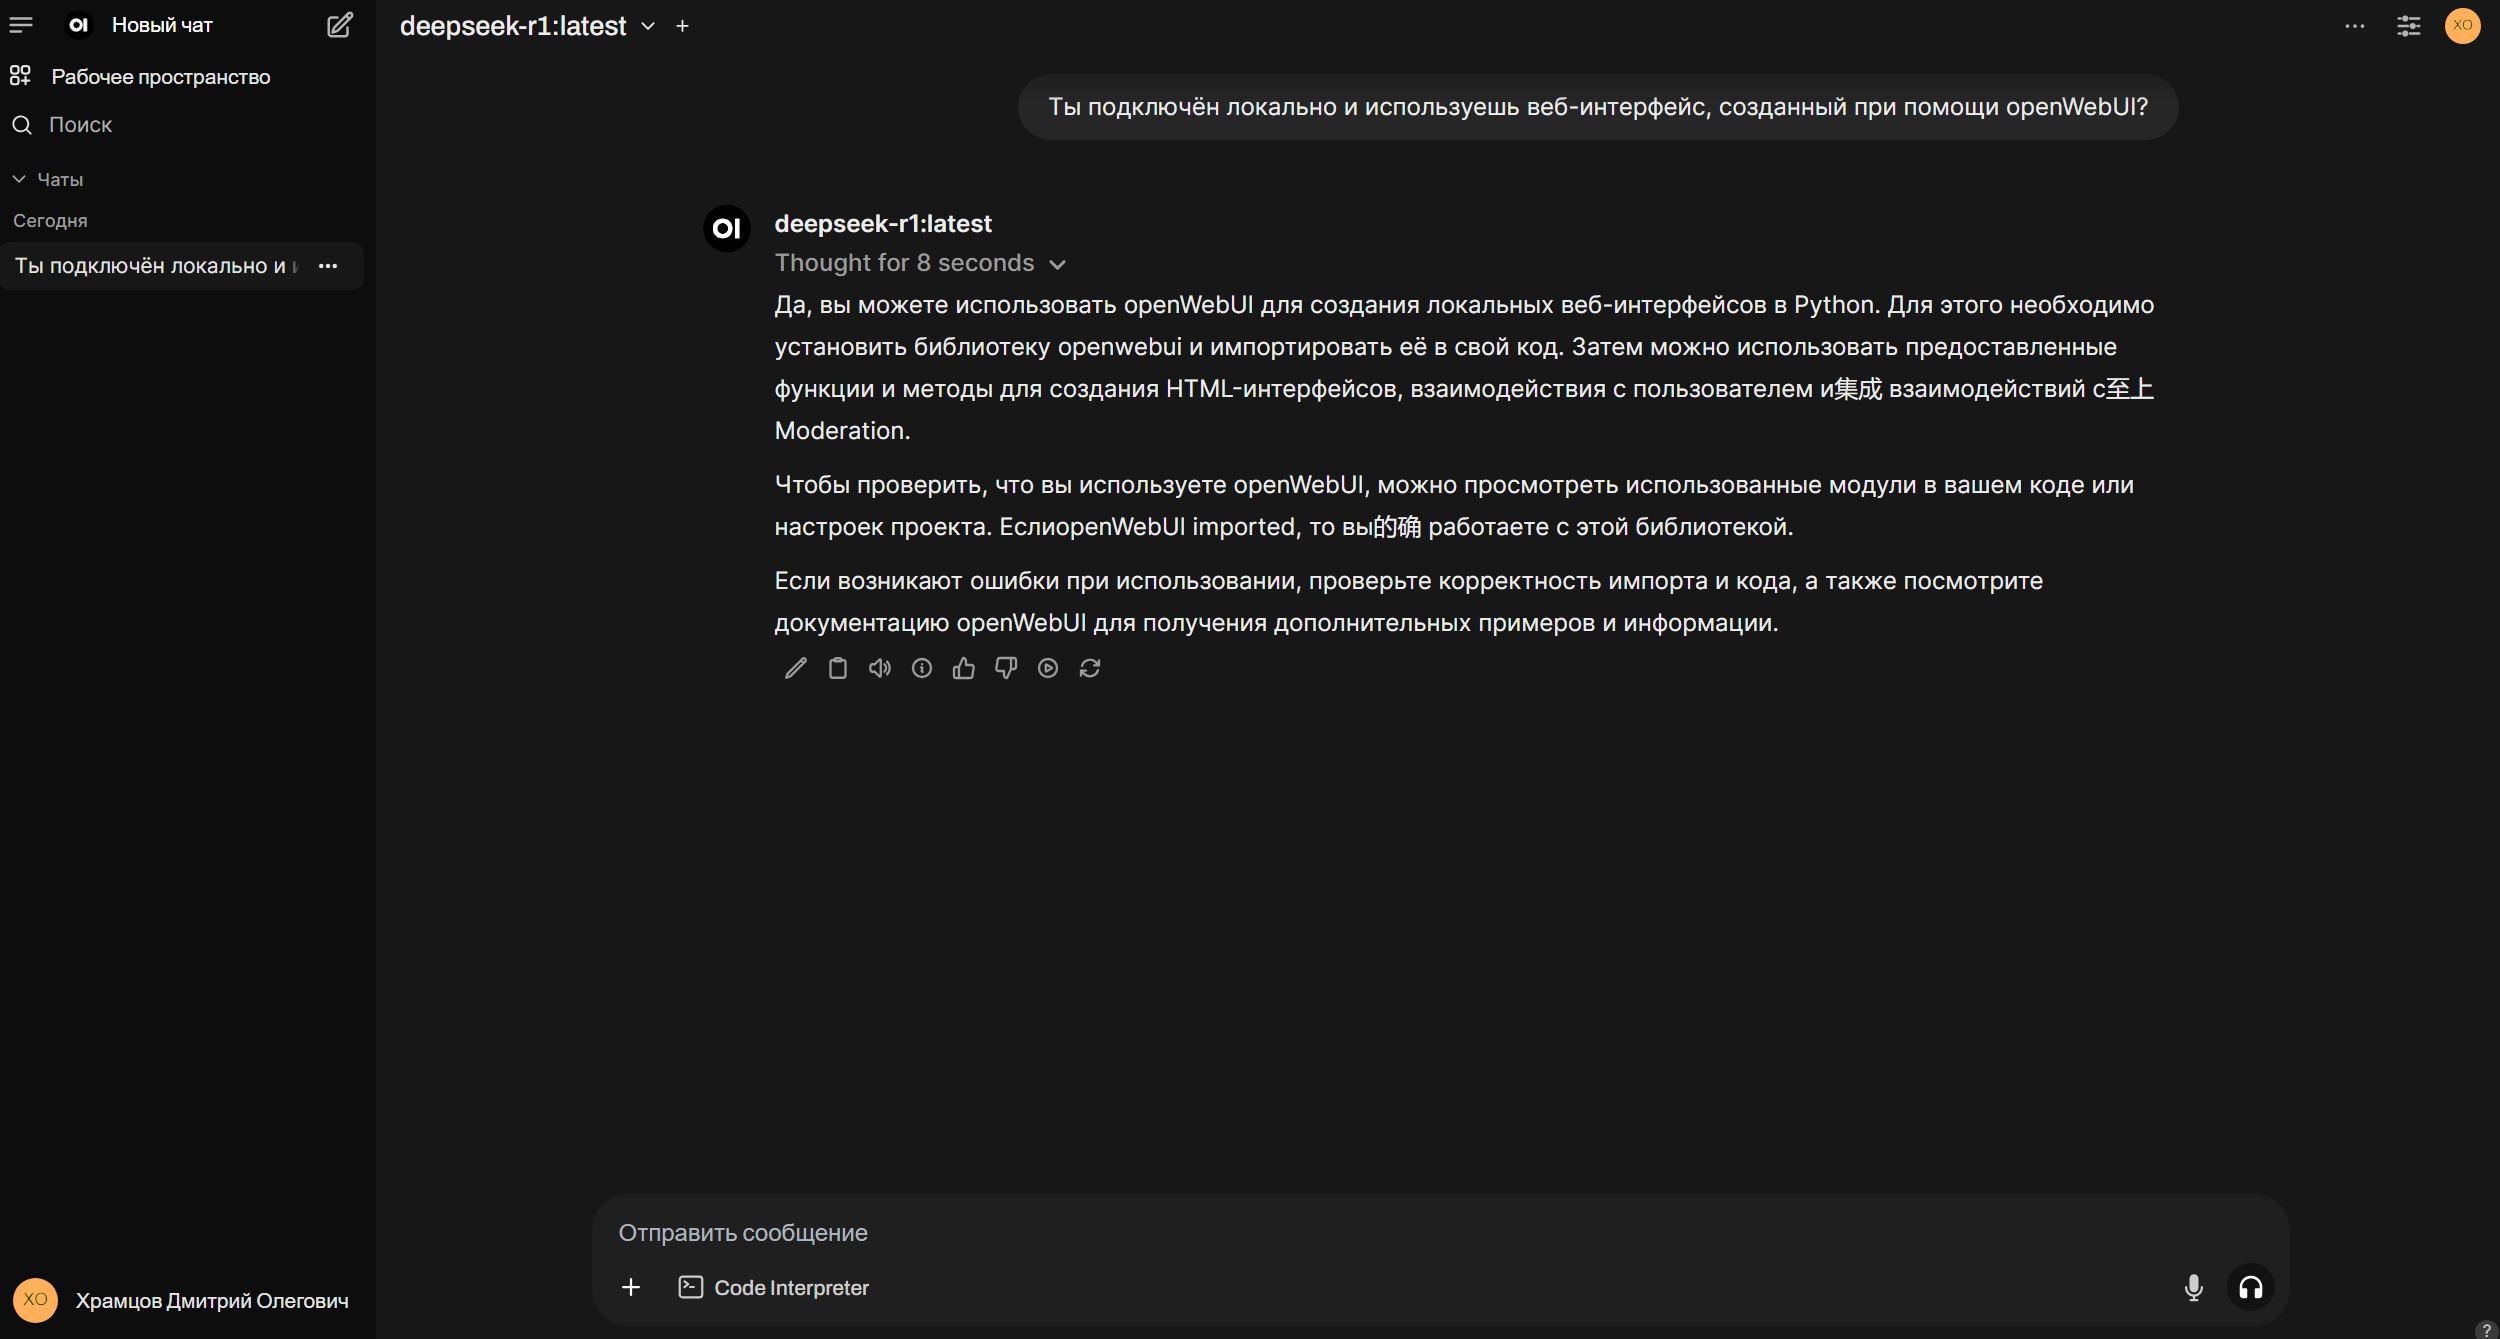 OI Новый чат
Рабочее пространство
Поиск
Чаты
Сегодня
Ты подключён локально и и
ХО Храмцов Дмитрий Олегович
deepseek-r1:latest
ХО
Ты подключён локально и используешь веб-интерфейс, созданный при помощи openWebUI?
OI deepseek-r1:latest
Thought for 8 seconds
Да, вы можете использовать openWebUI для создания локальных веб-интерфейсов в Python. Для этого необходимо
установить библиотеку openwebui и импортировать её в свой код. Затем можно использовать предоставленные
функции и методы для создания HTML-интерфейсов, взаимодействия с пользователем и集成 взаимодействий с至上
Moderation.
Чтобы проверить, что вы используете openWebUI, можно просмотреть использованные модули в вашем коде или
настроек проекта. ЕслиopenWebUI imported, то вы的确 работаете с этой библиотекой.
Если возникают ошибки при использовании, проверьте корректность импорта и кода, а также посмотрите
документацию openWebUI для получения дополнительных примеров и информации.
Отправить сообщение
Code Interpreter
?